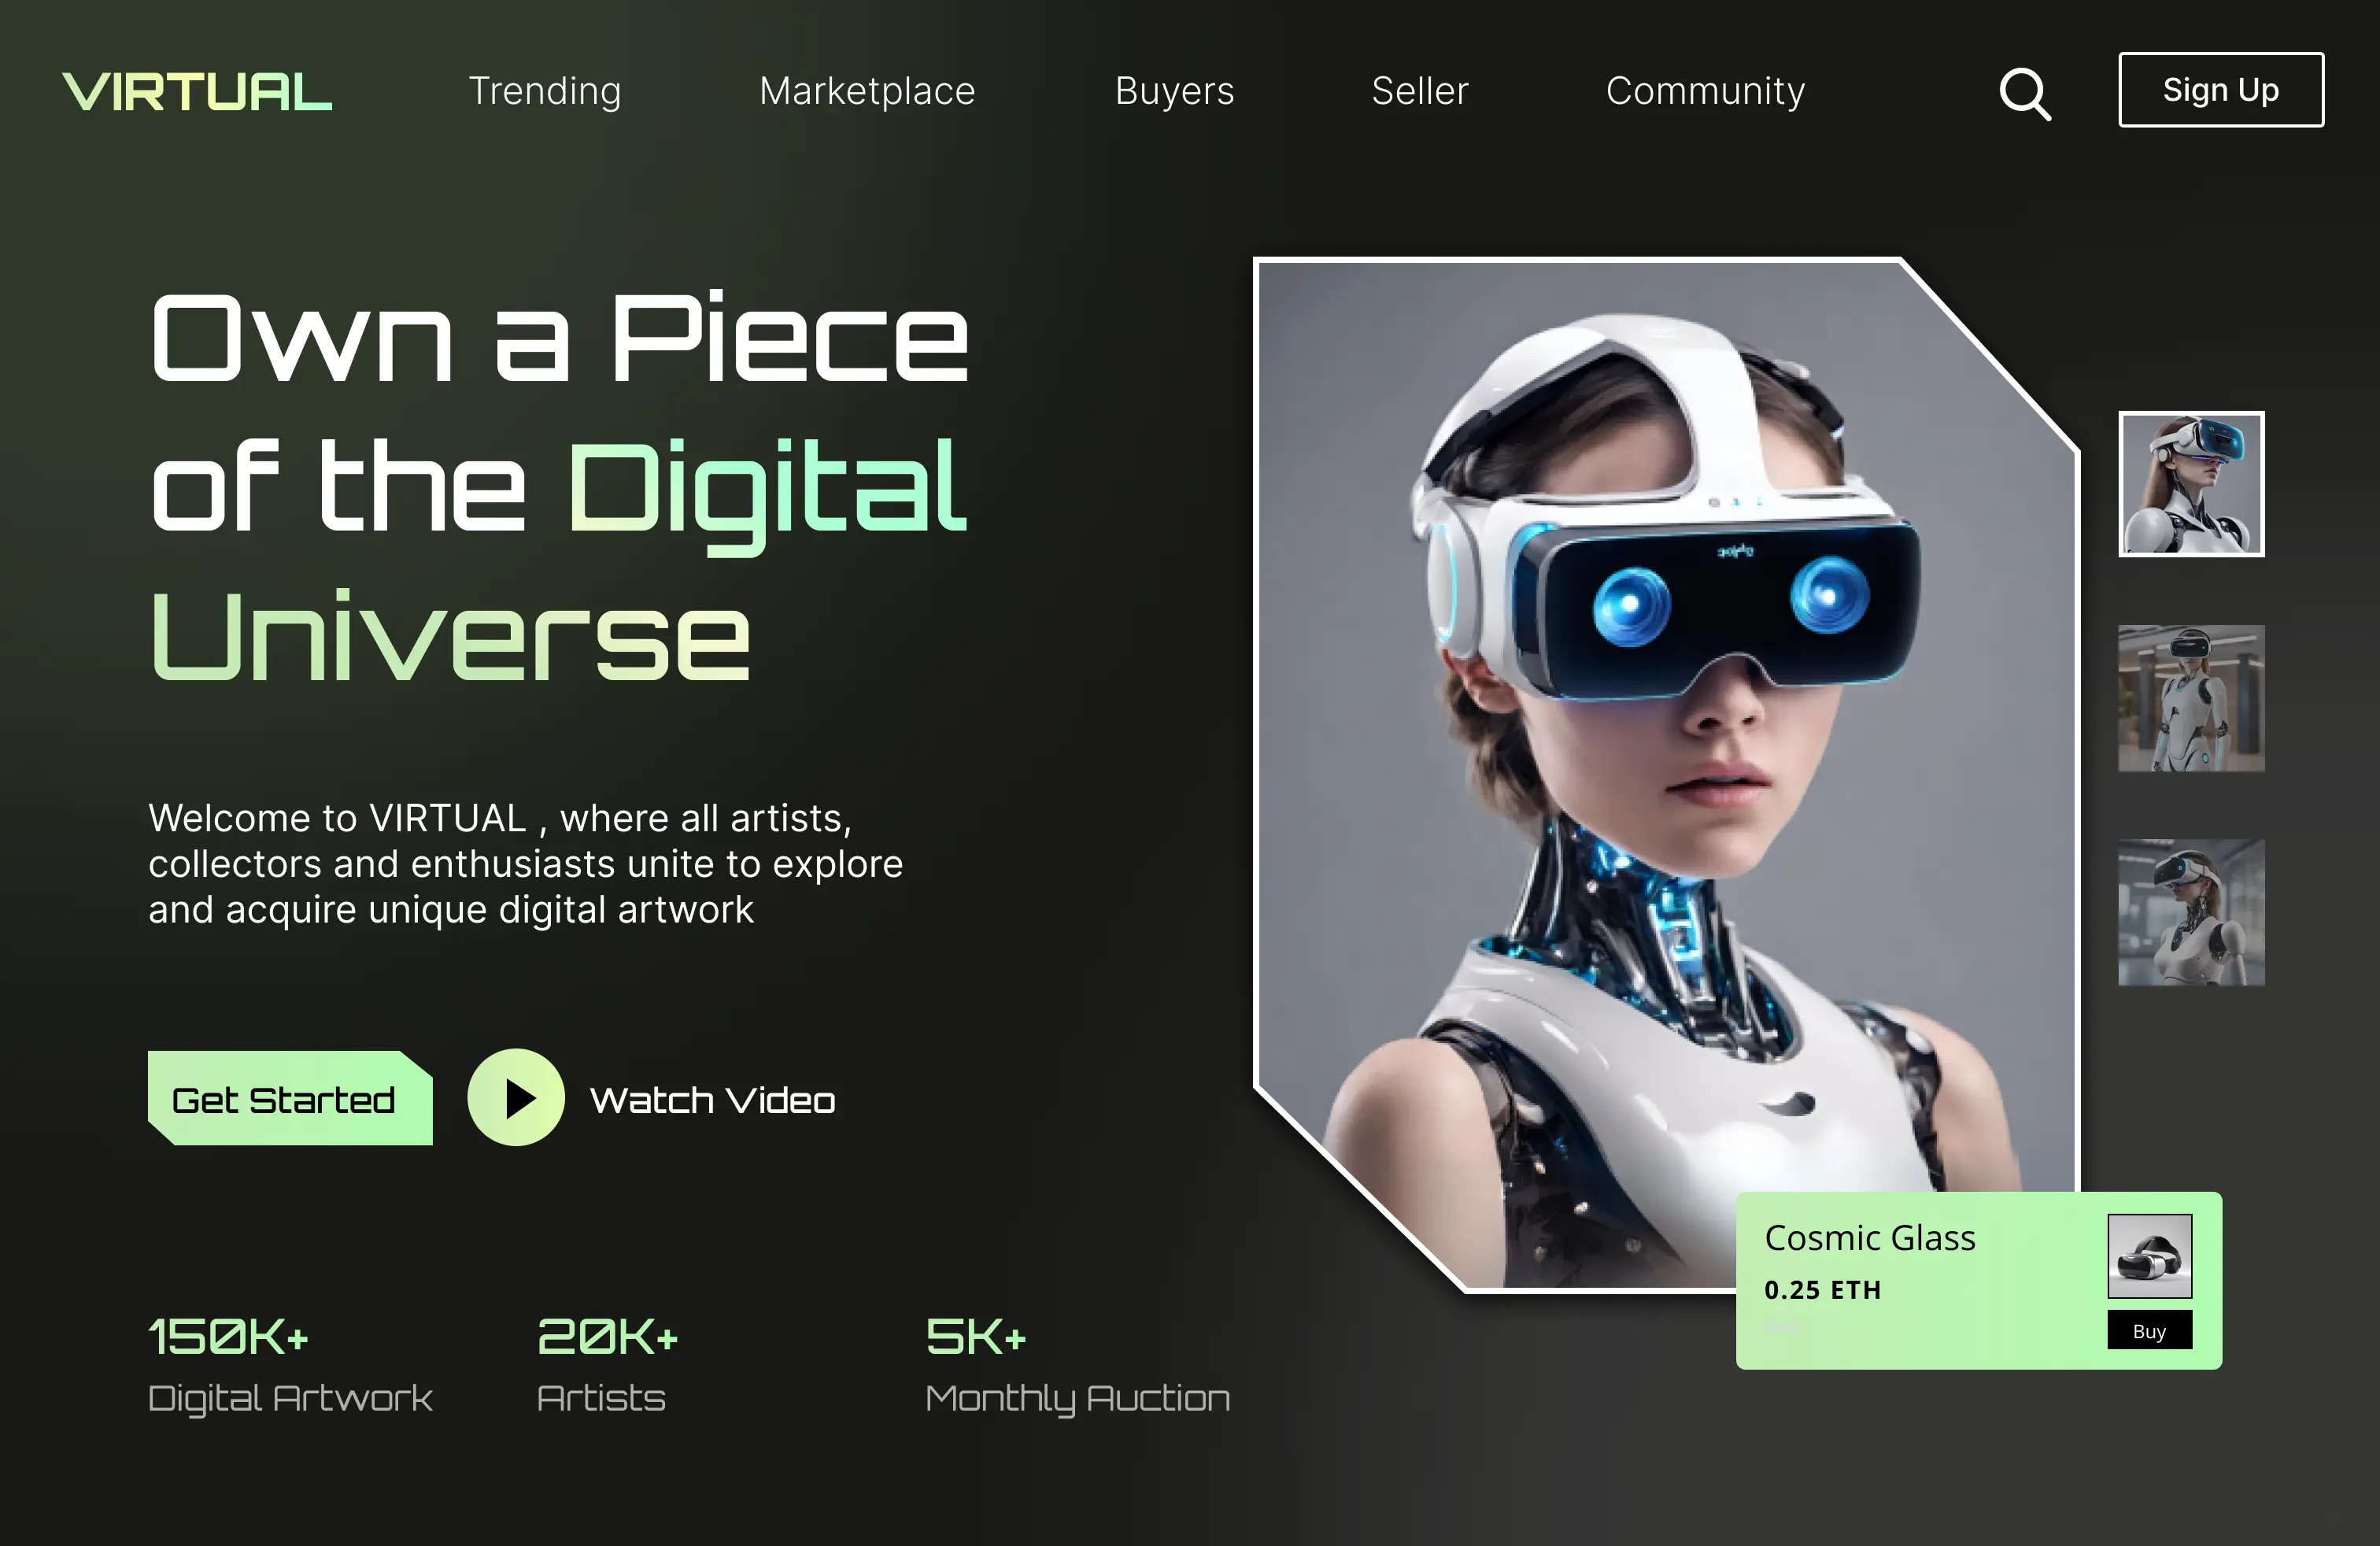 VIRTUAL
Trending
Marketplace
Buyers
Seller
Community
Sign Up
Own a Piece
of the Digital
Universe
Welcome to VIRTUAL , where all artists,
collectors and enthusiasts unite to explore
and acquire unique digital artwork
Get Started
Watch Video
Cosmic Glass
0.25 ETH
Buy
150K+
Digital Artwork
20K+
Artists
5K+
Monthly Auction